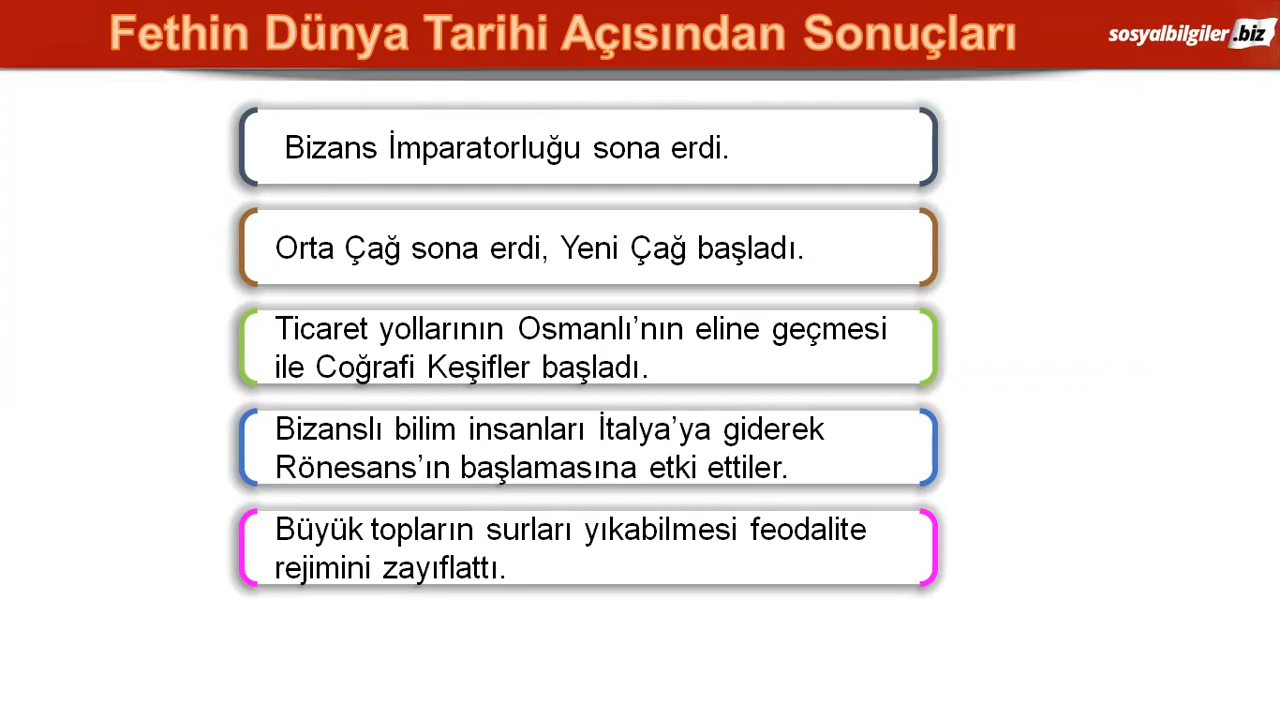 Fethin Dünya Tarihi Açısından Sonuçları
sosyalbilgiler.biz
Bizans İmparatorluğu sona erdi.
Orta Çağ sona erdi, Yeni Çağ başladı.
Ticaret yollarının Osmanlı’nın eline geçmesi
ile Coğrafi Keşifler başladı.
Bizanslı bilim insanları İtalya’ya giderek
Rönesans’ın başlamasına etki ettiler.
Büyük topların surları yıkabilmesi feodalite
rejimini zayıflattı.